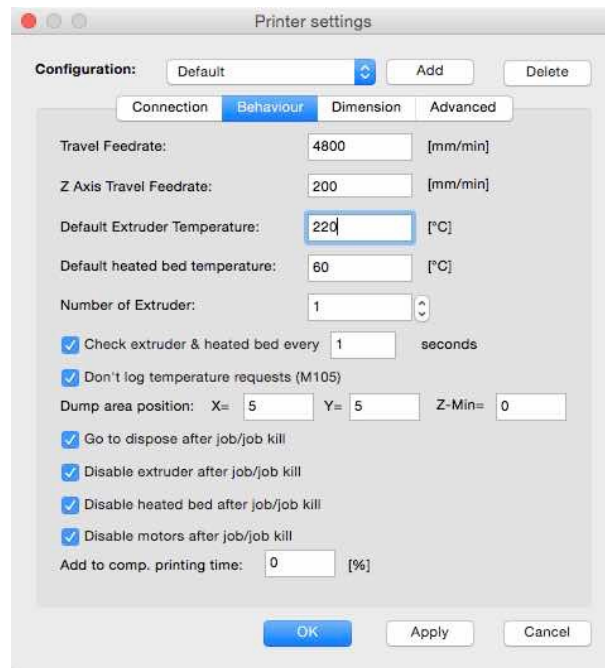 Printer settings
Configuration: Default Add Delete
Connection Behaviour Dimension Advanced
Travel Feedrate: 4800 [mm/min]
Z Axis Travel Feedrate: 200 [mm/min]
Default Extruder Temperature: 220 [°C]
Default heated bed temperature: 60 [°C]
Number of Extruder: 1
Check extruder & heated bed every 1 seconds
Don't log temperature requests (M105)
Dump area position: X= 5 Y= 5 Z-Min= 0
Go to dispose after job/job kill
Disable extruder after job/job kill
Disable heated bed after job/job kill
Disable motors after job/job kill
Add to comp. printing time: 0 [%]
OK Apply Cancel